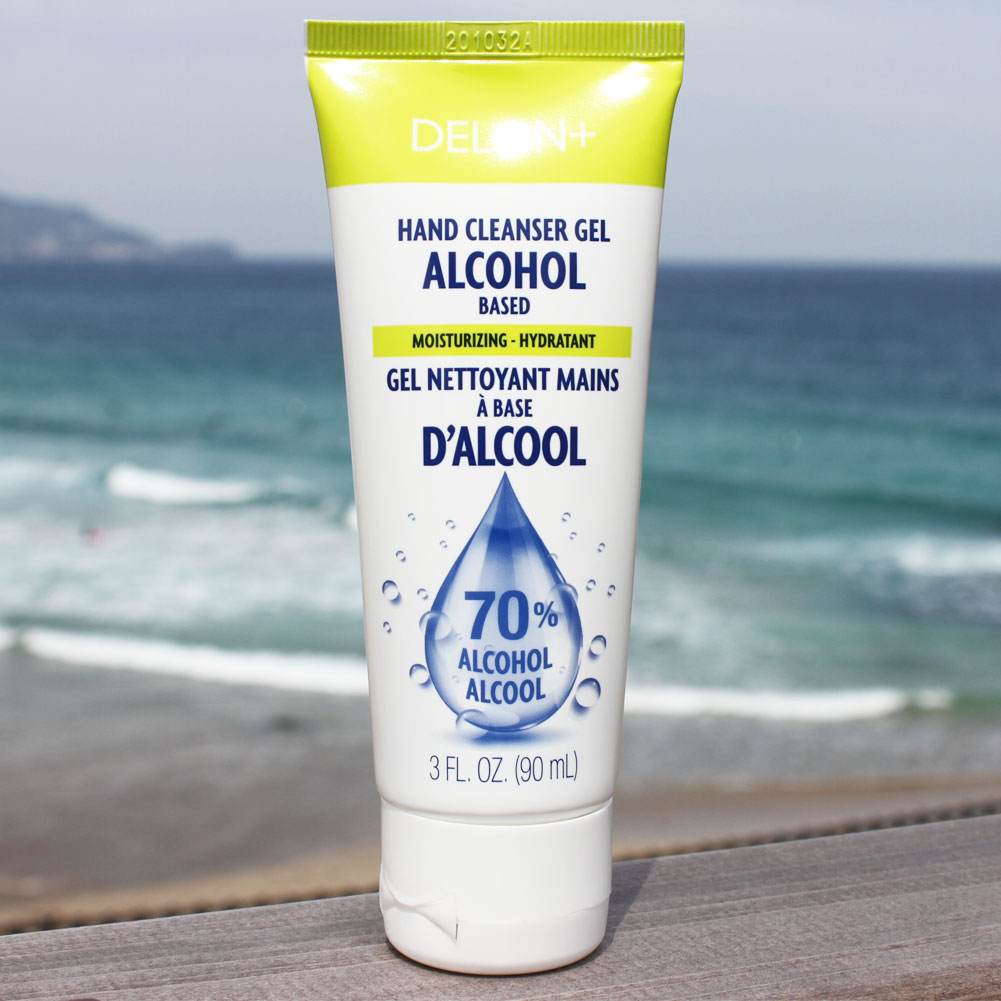 201032A
DELON+
HAND CLEANSER GEL
ALCOHOL
BASED
MOISTURIZING - HYDRATANT
GEL NETTOYANT MAINS
À BASE
D'ALCOOL
70%
ALCOHOL
ALCOOL
3 FL. OZ. (90 mL)